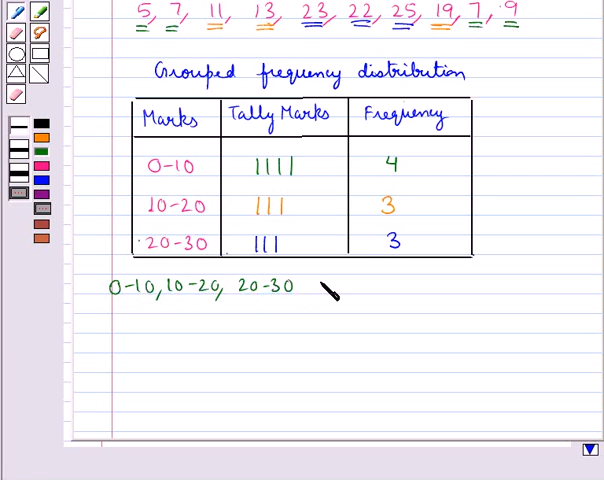 5, 7, 11, 13, 23, 22, 25, 19, 7, 9
Grouped frequency distribution
Marks Tally Marks Frequency
0-10 |||| 4
10-20 ||| 3
20-30 ||| 3
0-10, 10-20, 20-30